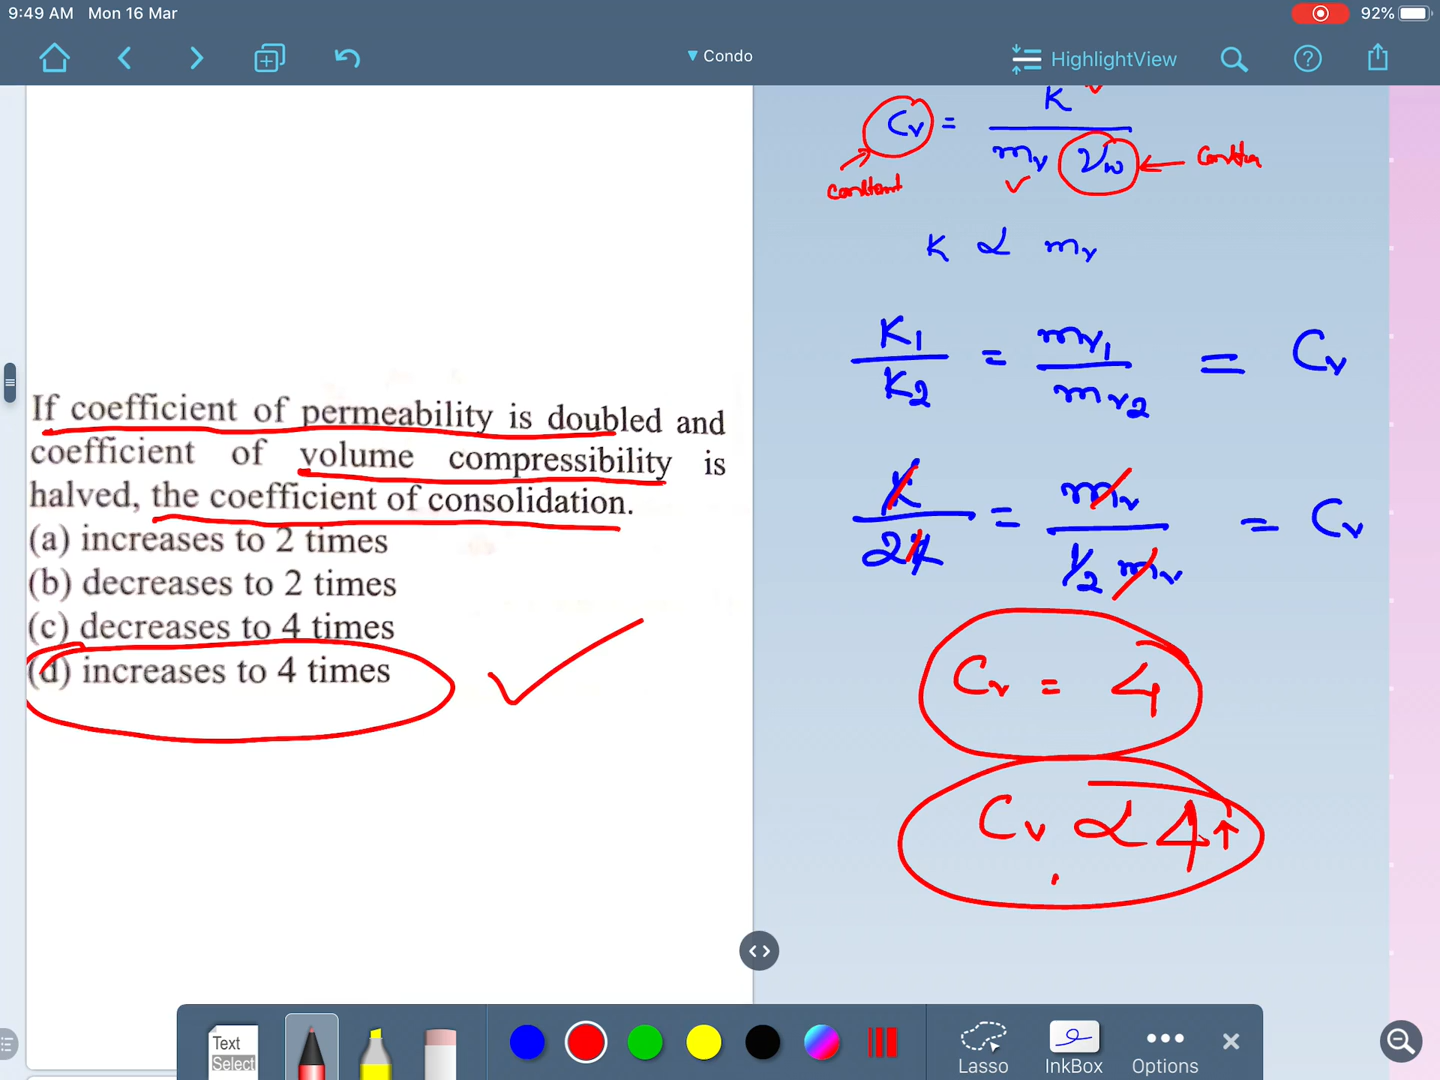 9:49 AM Mon 16 Mar
92%
▼ Condo
HighlightView
If coefficient of permeability is doubled and
coefficient of volume compressibility is
halved, the coefficient of consolidation.
(a) increases to 2 times
(b) decreases to 2 times
(c) decreases to 4 times
(d) increases to 4 times
Cv = K / mv γw
constant
K ∝ mv
K1 / K2 = mv1 / mv2 = Cv
K / 2K = mv / 1/2 mv = Cv
Cv = 4
Cv ∝ 4 ↑
Text
Select
Lasso
InkBox
Options